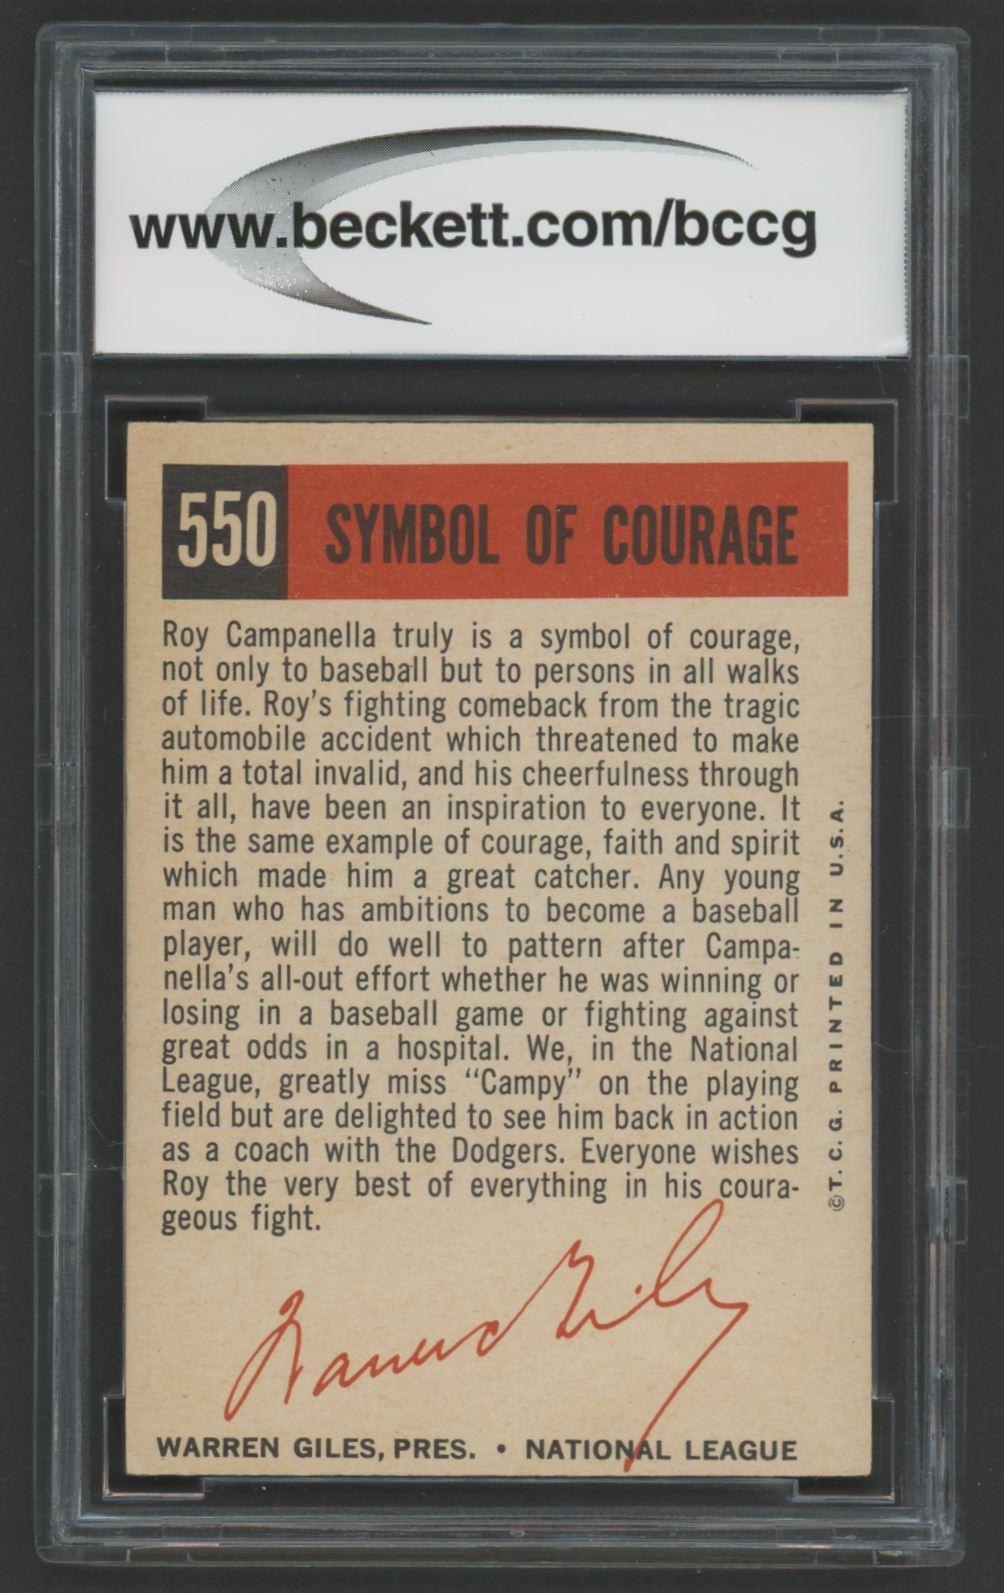 www.beckett.com/bccg
550 SYMBOL OF COURAGE
Roy Campanella truly is a symbol of courage,
not only to baseball but to persons in all walks
of life. Roy's fighting comeback from the tragic
automobile accident which threatened to make
him a total invalid, and his cheerfulness through
it all, have been an inspiration to everyone. It
is the same example of courage, faith and spirit
which made him a great catcher. Any young
man who has ambitions to become a baseball
player, will do well to pattern after Campa-
nella's all-out effort whether he was winning or
losing in a baseball game or fighting against
great odds in a hospital. We, in the National
League, greatly miss "Campy" on the playing
field but are delighted to see him back in action
as a coach with the Dodgers. Everyone wishes
Roy the very best of everything in his coura-
geous fight.
Warren Giles
WARREN GILES, PRES. • NATIONAL LEAGUE
©T. C. G. PRINTED IN U.S.A.